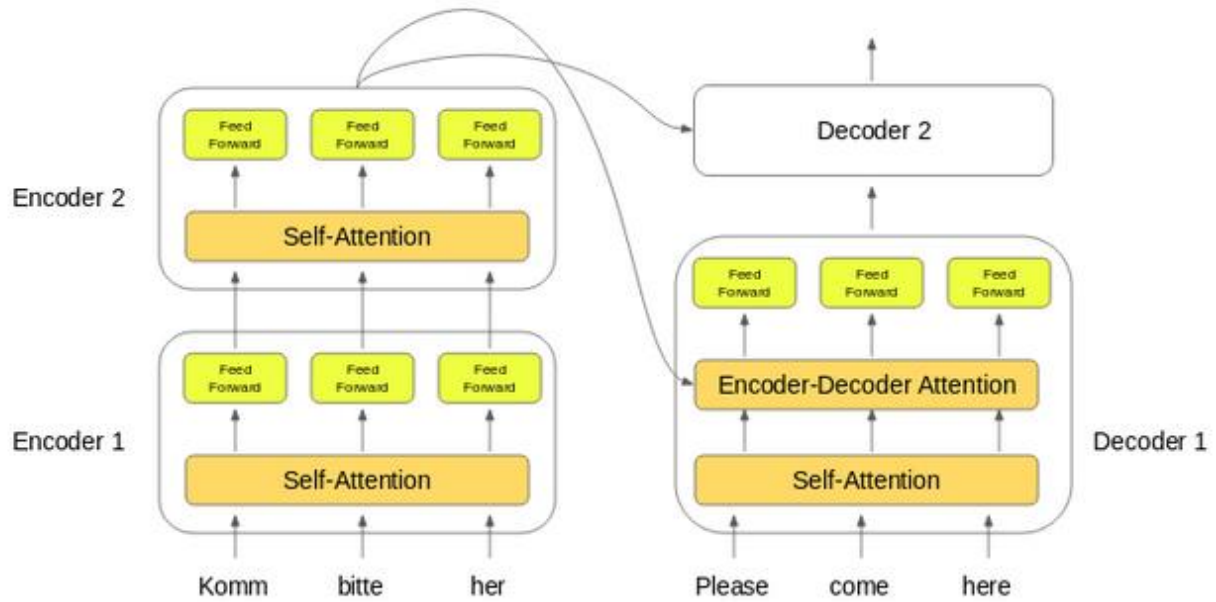 Feed Forward
Feed Forward
Feed Forward
Encoder 2
Self-Attention
Feed Forward
Feed Forward
Feed Forward
Encoder 1
Self-Attention
Komm bitte her
Decoder 2
Feed Forward
Feed Forward
Feed Forward
Encoder-Decoder Attention
Decoder 1
Self-Attention
Please come here